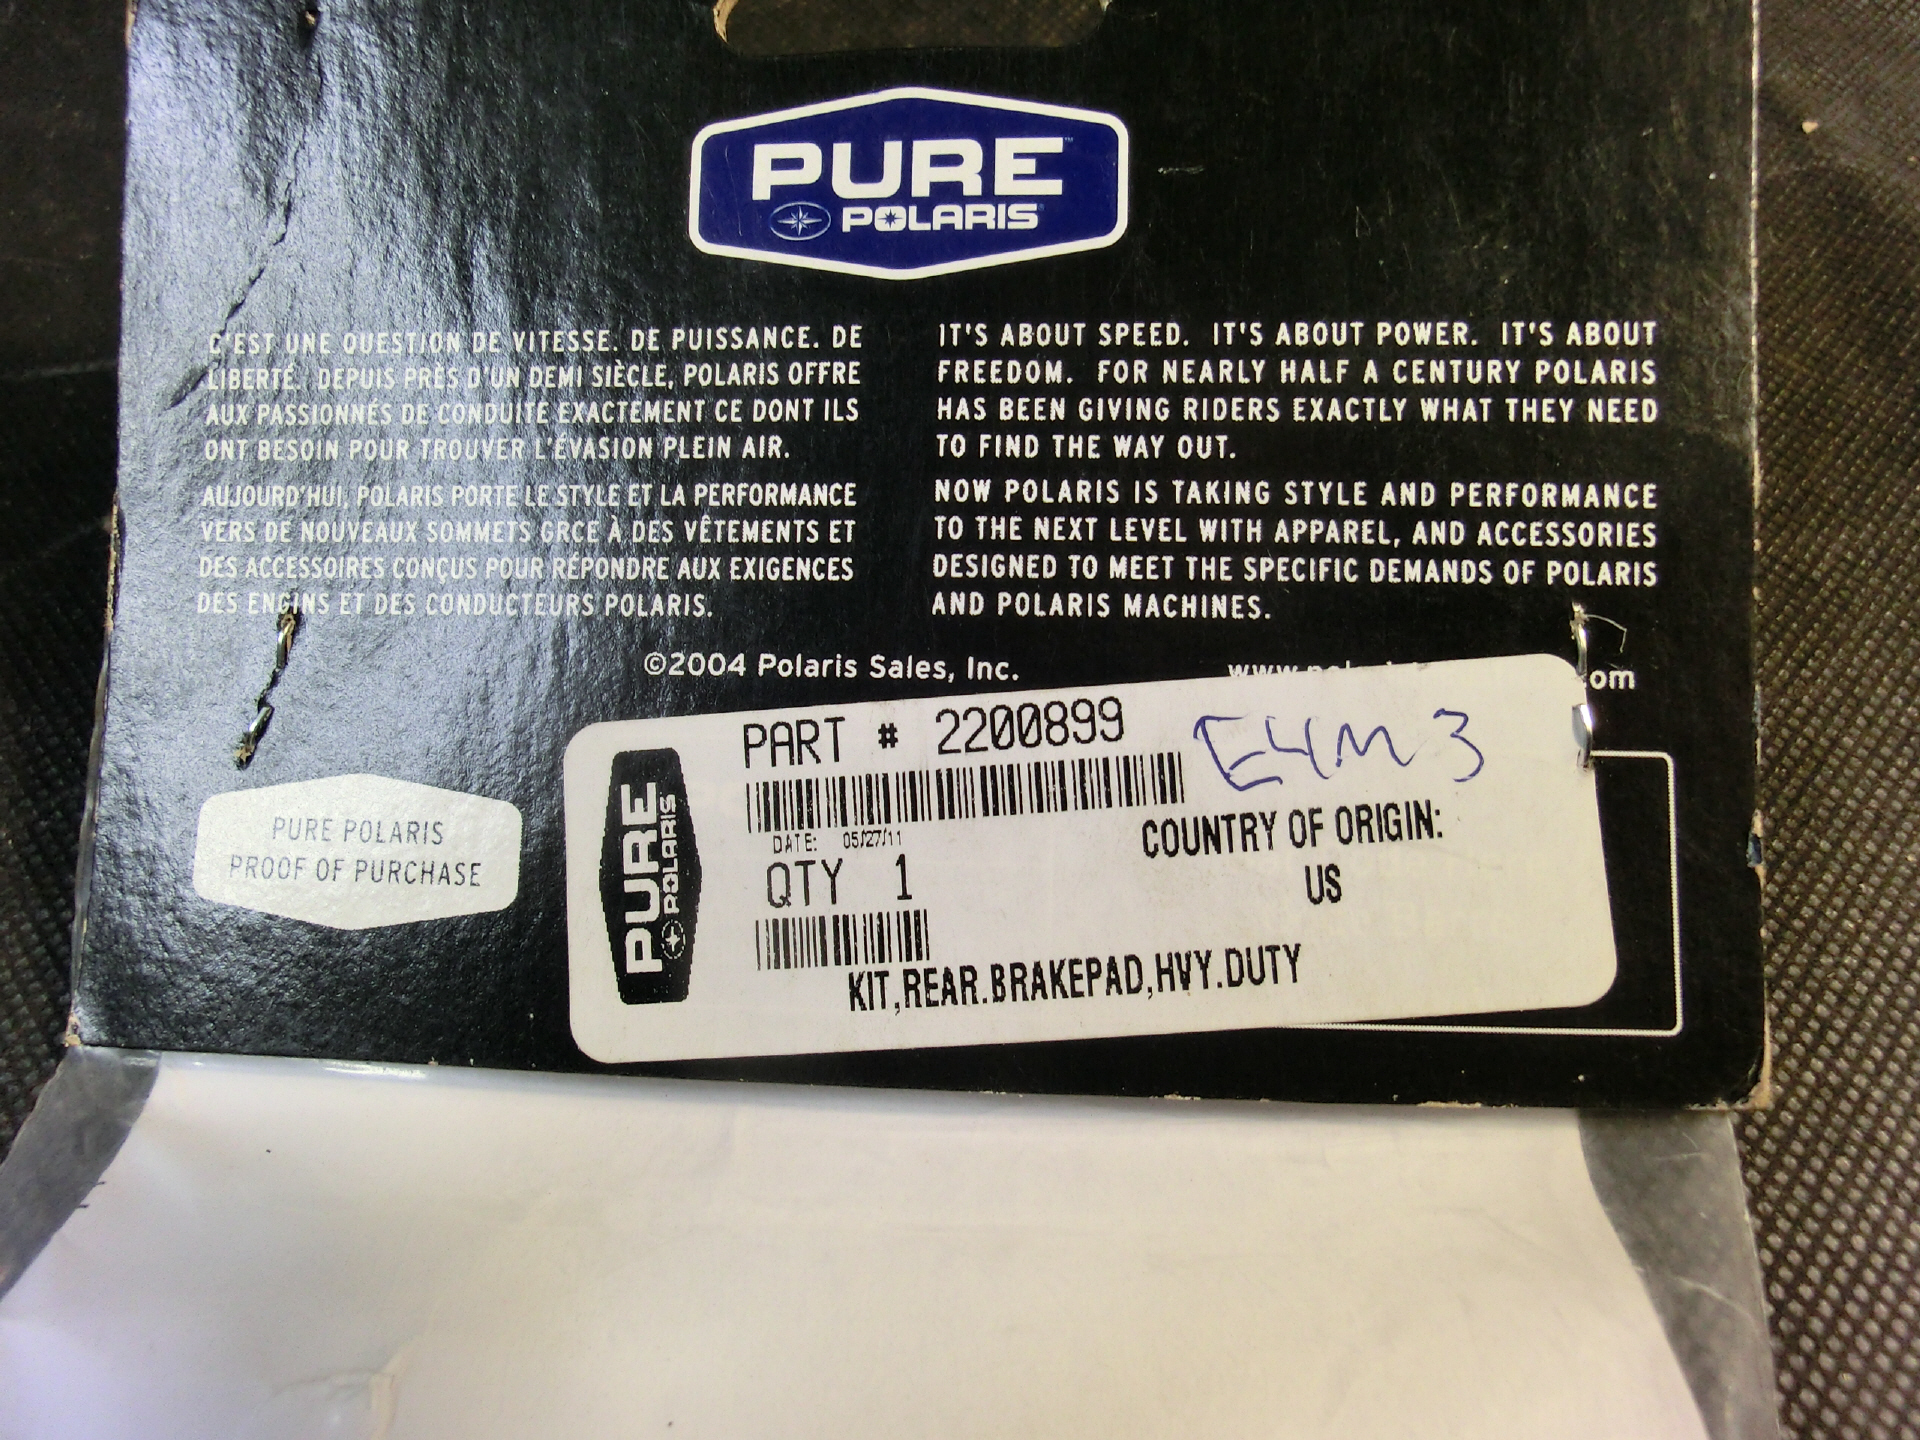 PURE™
POLARIS
C'EST UNE QUESTION DE VITESSE. DE PUISSANCE. DE
LIBERTÉ. DEPUIS PRÈS D'UN DEMI SIÈCLE, POLARIS OFFRE
AUX PASSIONNÉS DE CONDUITE EXACTEMENT CE DONT ILS
ONT BESOIN POUR TROUVER L'ÉVASION PLEIN AIR.
AUJOURD'HUI, POLARIS PORTE LE STYLE ET LA PERFORMANCE
VERS DE NOUVEAUX SOMMETS GRCE À DES VÊTEMENTS ET
DES ACCESSOIRES CONÇUS POUR RÉPONDRE AUX EXIGENCES
DES ENGINS ET DES CONDUCTEURS POLARIS.
IT'S ABOUT SPEED. IT'S ABOUT POWER. IT'S ABOUT
FREEDOM. FOR NEARLY HALF A CENTURY POLARIS
HAS BEEN GIVING RIDERS EXACTLY WHAT THEY NEED
TO FIND THE WAY OUT.
NOW POLARIS IS TAKING STYLE AND PERFORMANCE
TO THE NEXT LEVEL WITH APPAREL, AND ACCESSORIES
DESIGNED TO MEET THE SPECIFIC DEMANDS OF POLARIS
AND POLARIS MACHINES.
©2004 Polaris Sales, Inc.
PURE POLARIS
PROOF OF PURCHASE
PURE
POLARIS
PART # 2200899 E4M3
DATE: 05/27/11
QTY 1
COUNTRY OF ORIGIN:
US
KIT,REAR.BRAKEPAD,HVY.DUTY